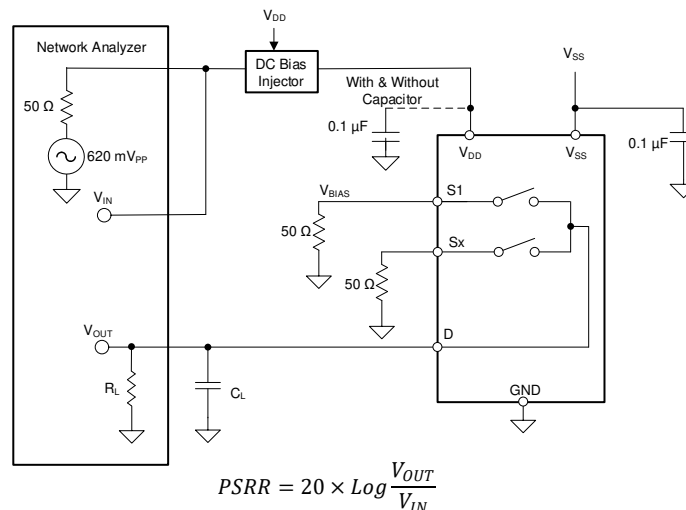 V_DD
Network Analyzer
DC Bias
Injector
V_SS
With & Without
Capacitor
50 Ω
0.1 µF
0.1 µF
620 mV_PP
V_DD
V_SS
V_IN
V_BIAS
S1
50 Ω
Sx
50 Ω
V_OUT
D
R_L
C_L
GND
PSRR = 20 × Log V_OUT / V_IN